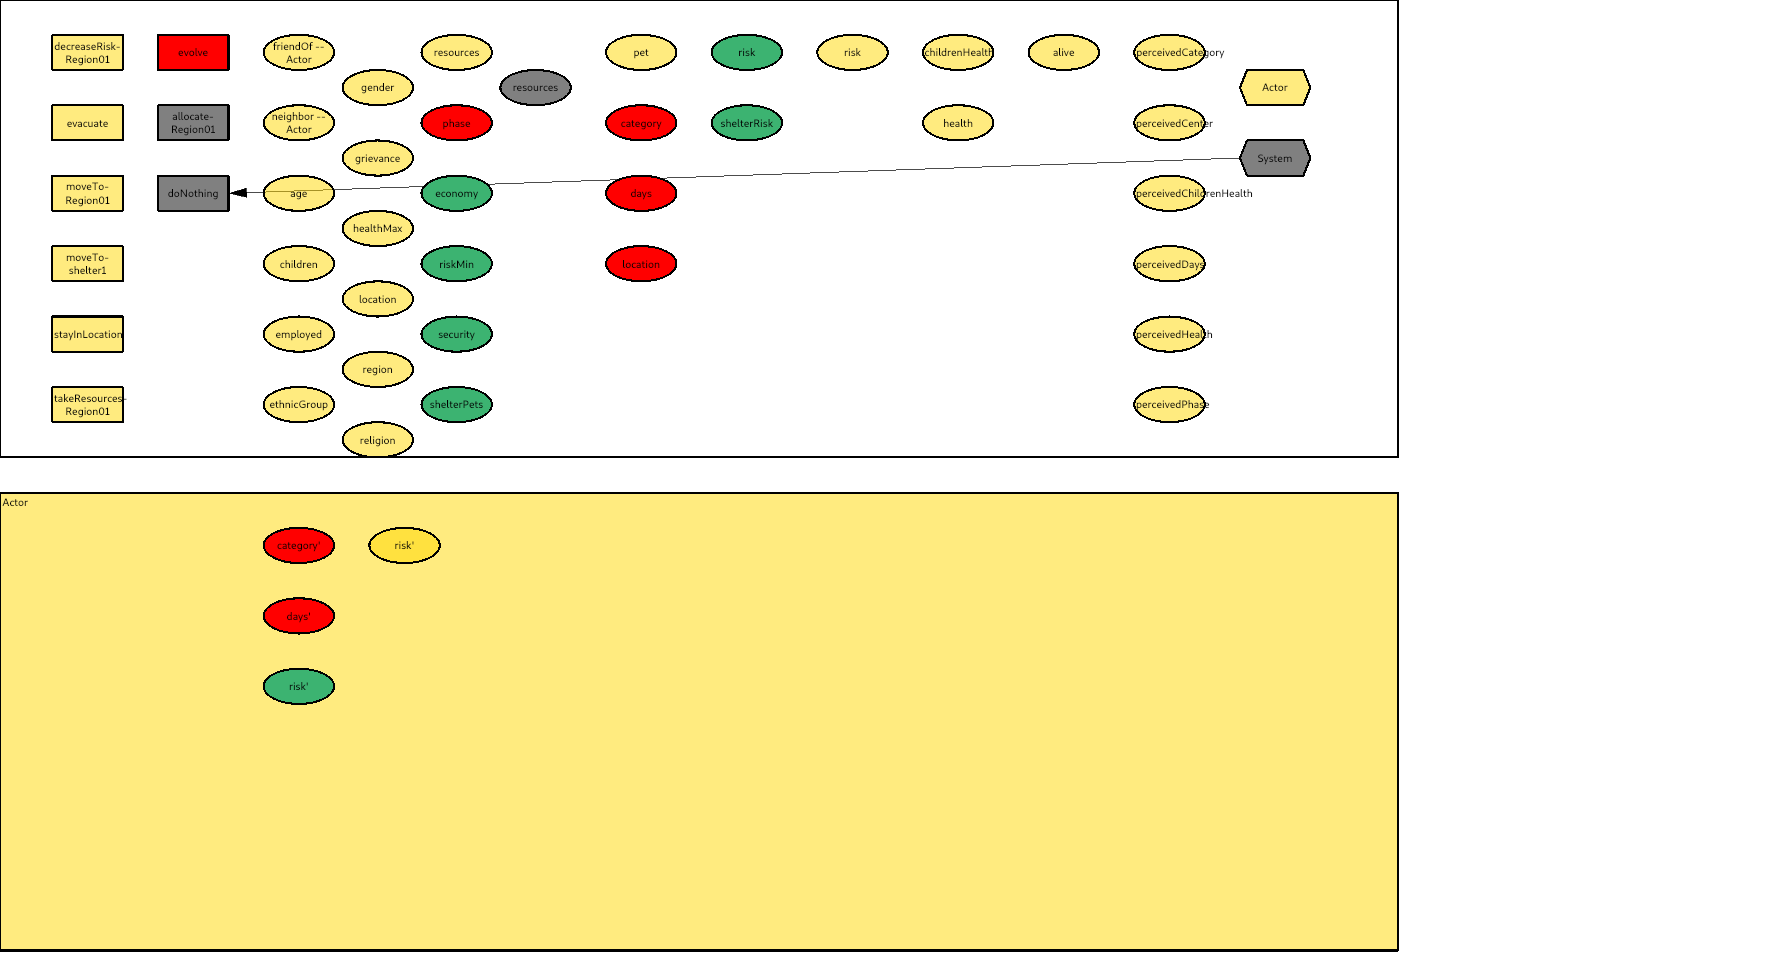 decreaseRisk-
Region01
evolve
friendOf --
Actor
resources
pet
risk
risk
childrenHealth
alive
perceivedCategory
gender
resources
Actor
evacuate
allocate-
Region01
neighbor --
Actor
phase
category
shelterRisk
health
perceivedCenter
grievance
System
moveTo-
Region01
doNothing
age
economy
days
perceivedChildrenHealth
healthMax
moveTo-
shelter1
children
riskMin
location
perceivedDays
location
stayInLocation
employed
security
perceivedHealth
region
takeResources-
Region01
ethnicGroup
shelterPets
perceivedPhase
religion
Actor
category'
risk'
days'
risk'